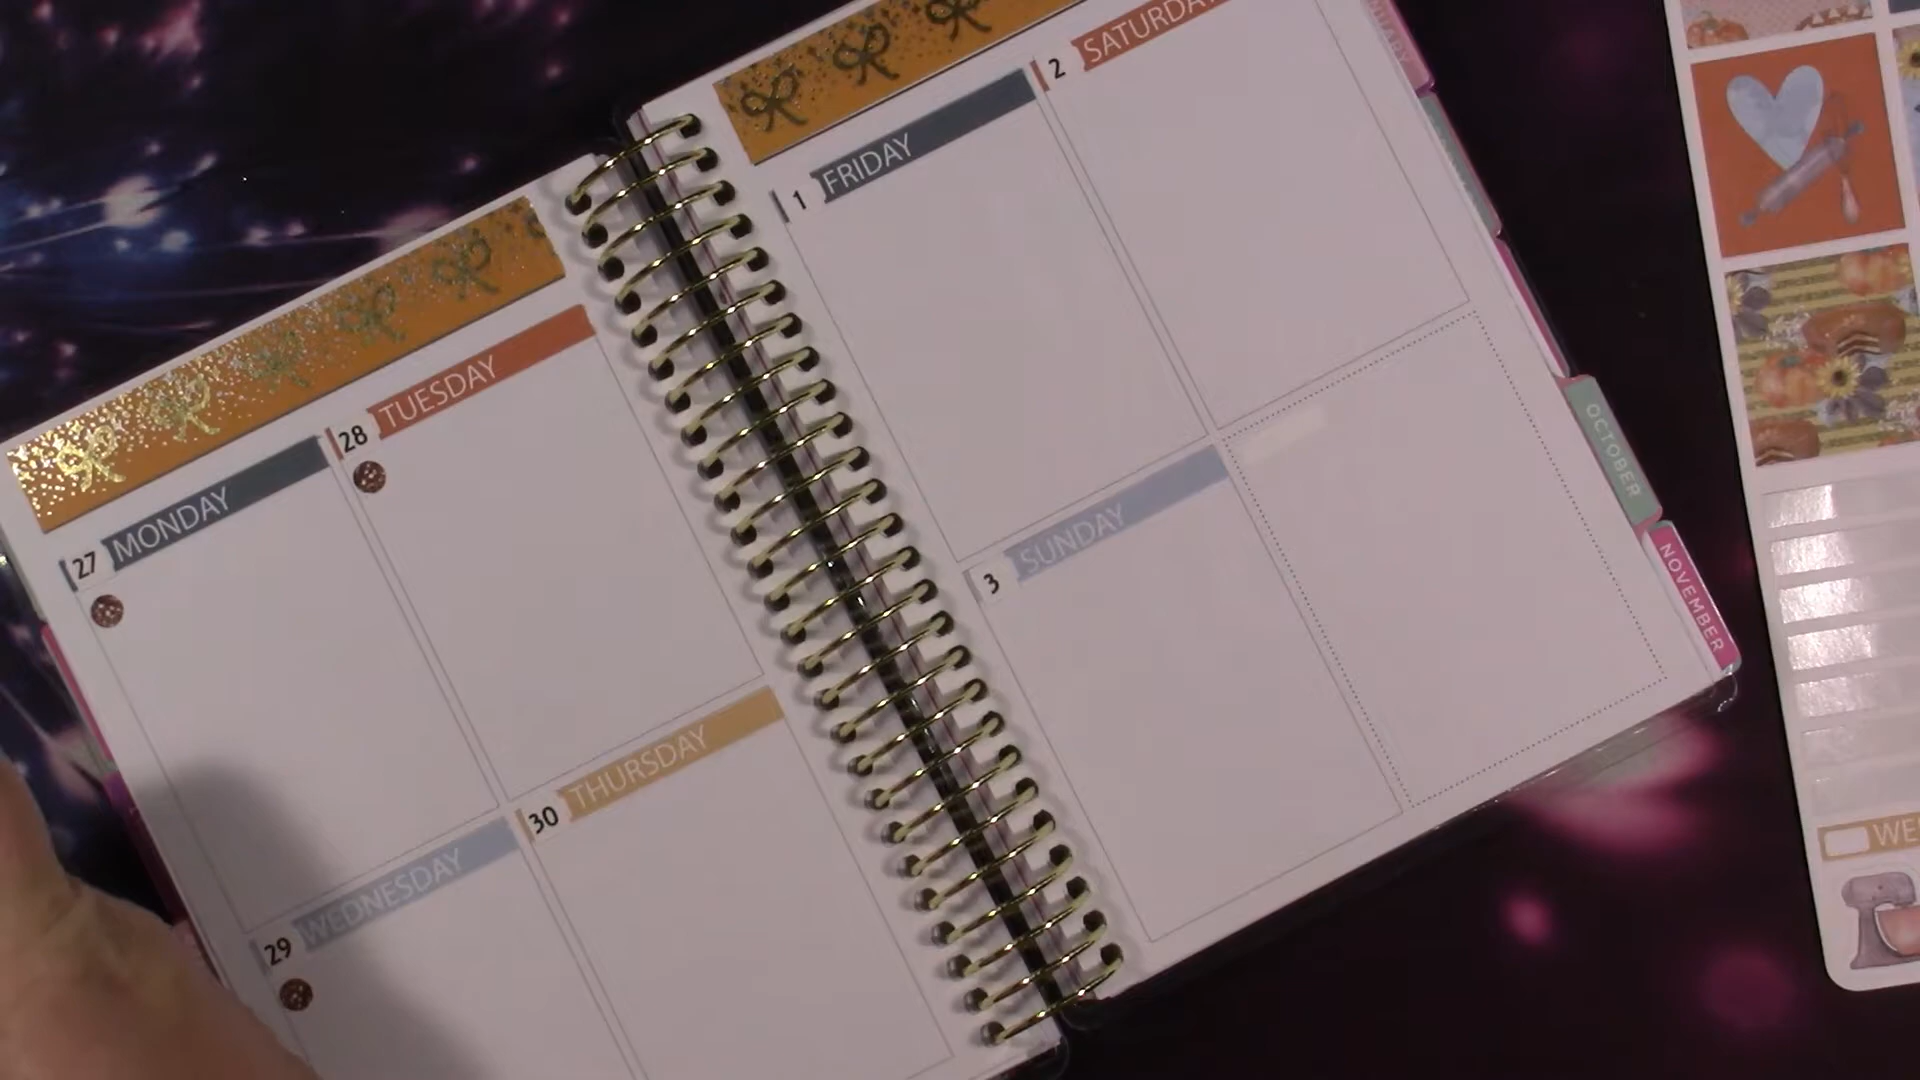 27 MONDAY
28 TUESDAY
29 WEDNESDAY
30 THURSDAY
1 FRIDAY
2 SATURDAY
3 SUNDAY
OCTOBER
NOVEMBER